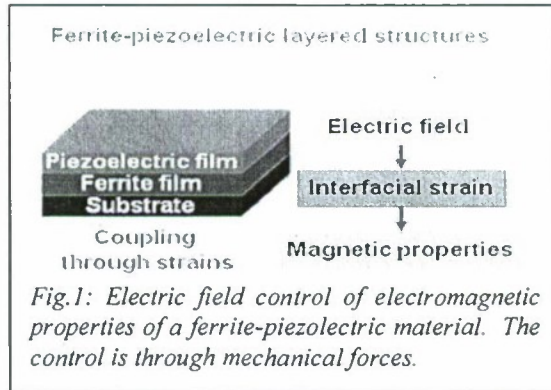 Ferrite-piezoelectric layered structures
Piezoelectric film
Ferrite film
Substrate
Coupling
through strains
Electric field
Interfacial strain
Magnetic properties
Fig.1: Electric field control of electromagnetic
properties of a ferrite-piezolectric material. The
control is through mechanical forces.